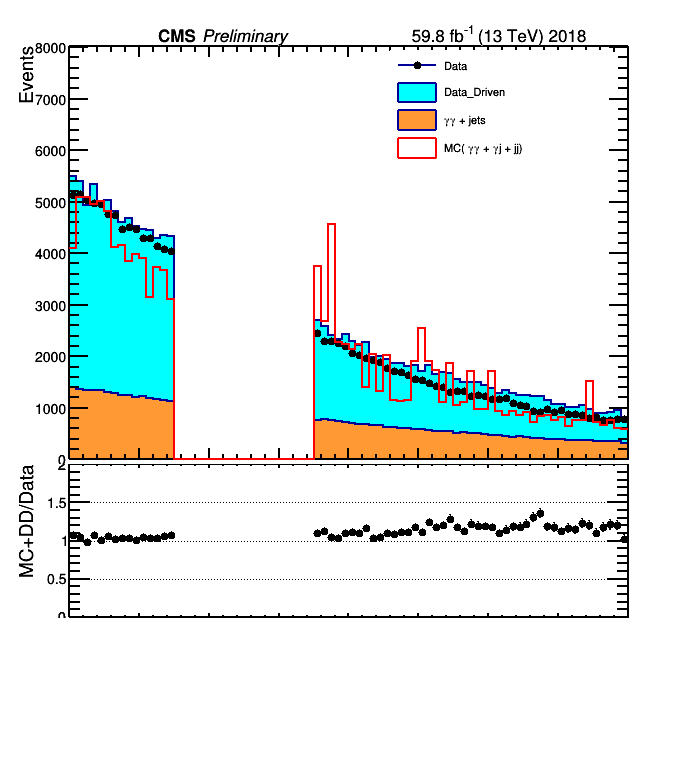 CMS Preliminary 59.8 fb⁻¹ (13 TeV) 2018
Events
8000
7000
6000
5000
4000
3000
2000
1000
0
Data
Data_Driven
γγ + jets
MC( γγ + γj + jj)
MC+DD/Data
2
1.5
1
0.5
0